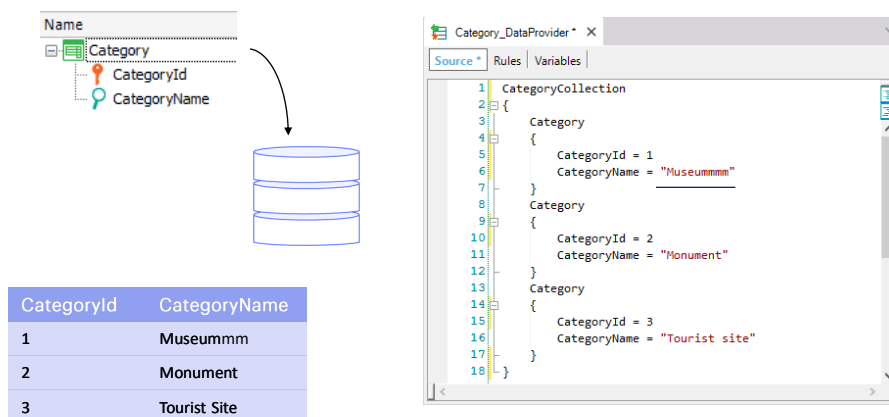 Name
Category
CategoryId
CategoryName
CategoryId CategoryName
1 Museummm
2 Monument
3 Tourist Site
Category_DataProvider * X
Source * Rules Variables
1 CategoryCollection
2 {
3 Category
4 {
5 CategoryId = 1
6 CategoryName = "Museummmm"
7 }
8 Category
9 {
10 CategoryId = 2
11 CategoryName = "Monument"
12 }
13 Category
14 {
15 CategoryId = 3
16 CategoryName = "Tourist site"
17 }
18 }